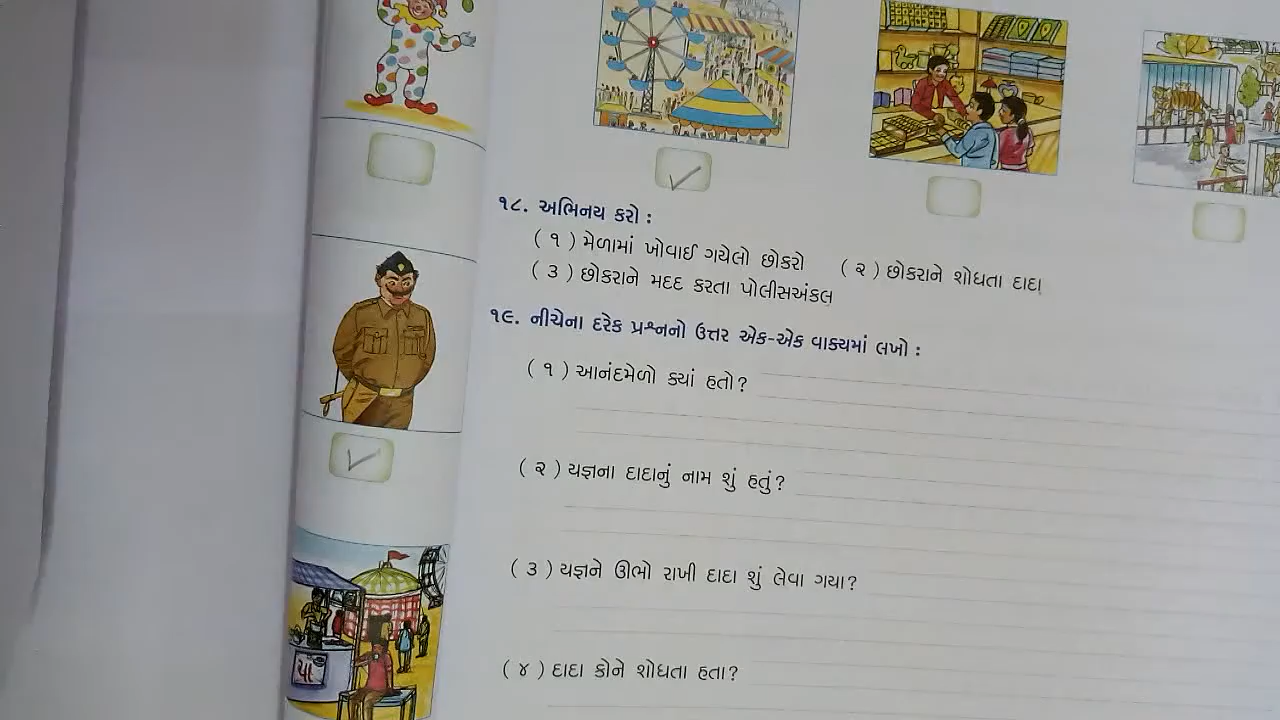 ૧૮. અભિનય કરો :
( ૧ ) મેળામાં ખોવાઈ ગયેલો છોકરો ( ૨ ) છોકરાને શોધતા દાદા
( ૩ ) છોકરાને મદદ કરતા પોલીસઅંકલ
૧૯. નીચેના દરેક પ્રશ્નનો ઉત્તર એક-એક વાક્યમાં લખો :
( ૧ ) આનંદમેળો ક્યાં હતો?
( ૨ ) યજ્ઞના દાદાનું નામ શું હતું?
( ૩ ) યજ્ઞને ઊભો રાખી દાદા શું લેવા ગયા?
( ૪ ) દાદા કોને શોધતા હતા?